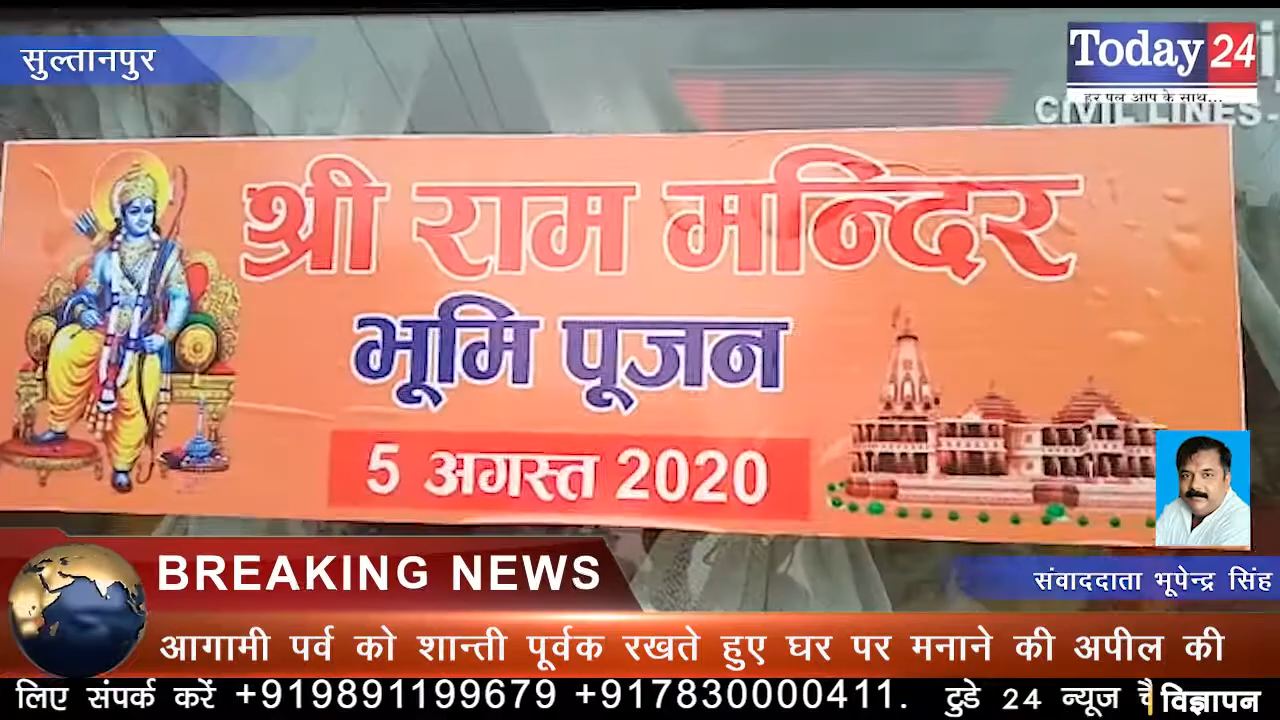 सुल्तानपुर
Today 24
हर पल आप के साथ...
CIVIL LINES-
श्री राम मन्दिर
भूमि पूजन
5 अगस्त 2020
संवाददाता भूपेन्द्र सिंह
BREAKING NEWS
आगामी पर्व को शान्ती पूर्वक रखते हुए घर पर मनाने की अपील की
लिए संपर्क करें +919891199679 +917830000411. टुडे 24 न्यूज
विज्ञापन